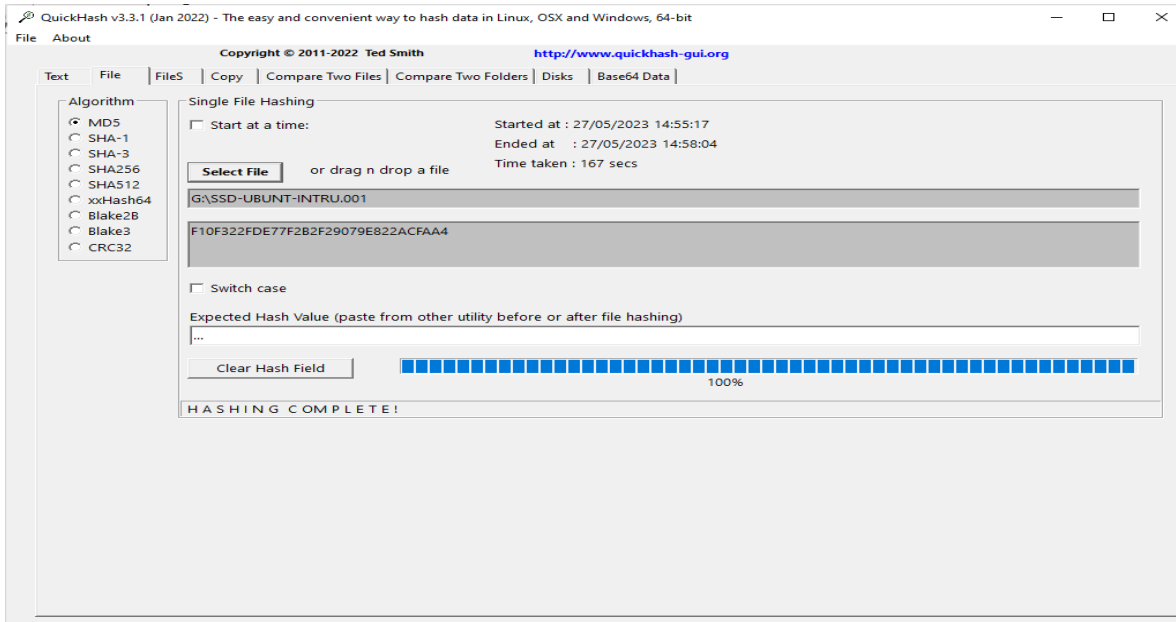 QuickHash v3.3.1 (Jan 2022) - The easy and convenient way to hash data in Linux, OSX and Windows, 64-bit
File About
Copyright © 2011-2022 Ted Smith http://www.quickhash-gui.org
Text File FileS Copy Compare Two Files Compare Two Folders Disks Base64 Data
Algorithm
MD5
SHA-1
SHA-3
SHA256
SHA512
xxHash64
Blake2B
Blake3
CRC32
Single File Hashing
Start at a time:
Started at : 27/05/2023 14:55:17
Ended at : 27/05/2023 14:58:04
Time taken : 167 secs
Select File or drag n drop a file
G:\SSD-UBUNT-INTRU.001
F10F322FDE77F2B2F29079E822ACFAA4
Switch case
Expected Hash Value (paste from other utility before or after file hashing)
...
Clear Hash Field
100%
H A S H I N G C O M P L E T E !